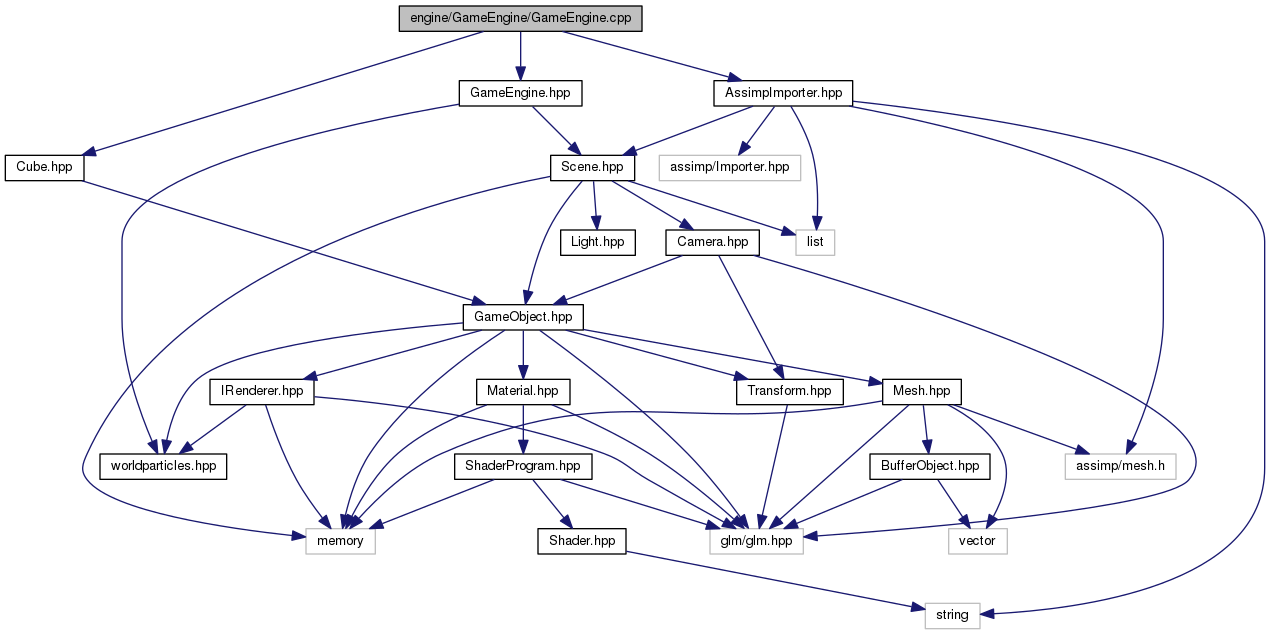 engine/GameEngine/GameEngine.cpp
GameEngine.hpp
AssimpImporter.hpp
Cube.hpp
Scene.hpp
assimp/Importer.hpp
Light.hpp
Camera.hpp
list
GameObject.hpp
IRenderer.hpp
Material.hpp
Transform.hpp
Mesh.hpp
worldparticles.hpp
ShaderProgram.hpp
BufferObject.hpp
assimp/mesh.h
memory
Shader.hpp
glm/glm.hpp
vector
string